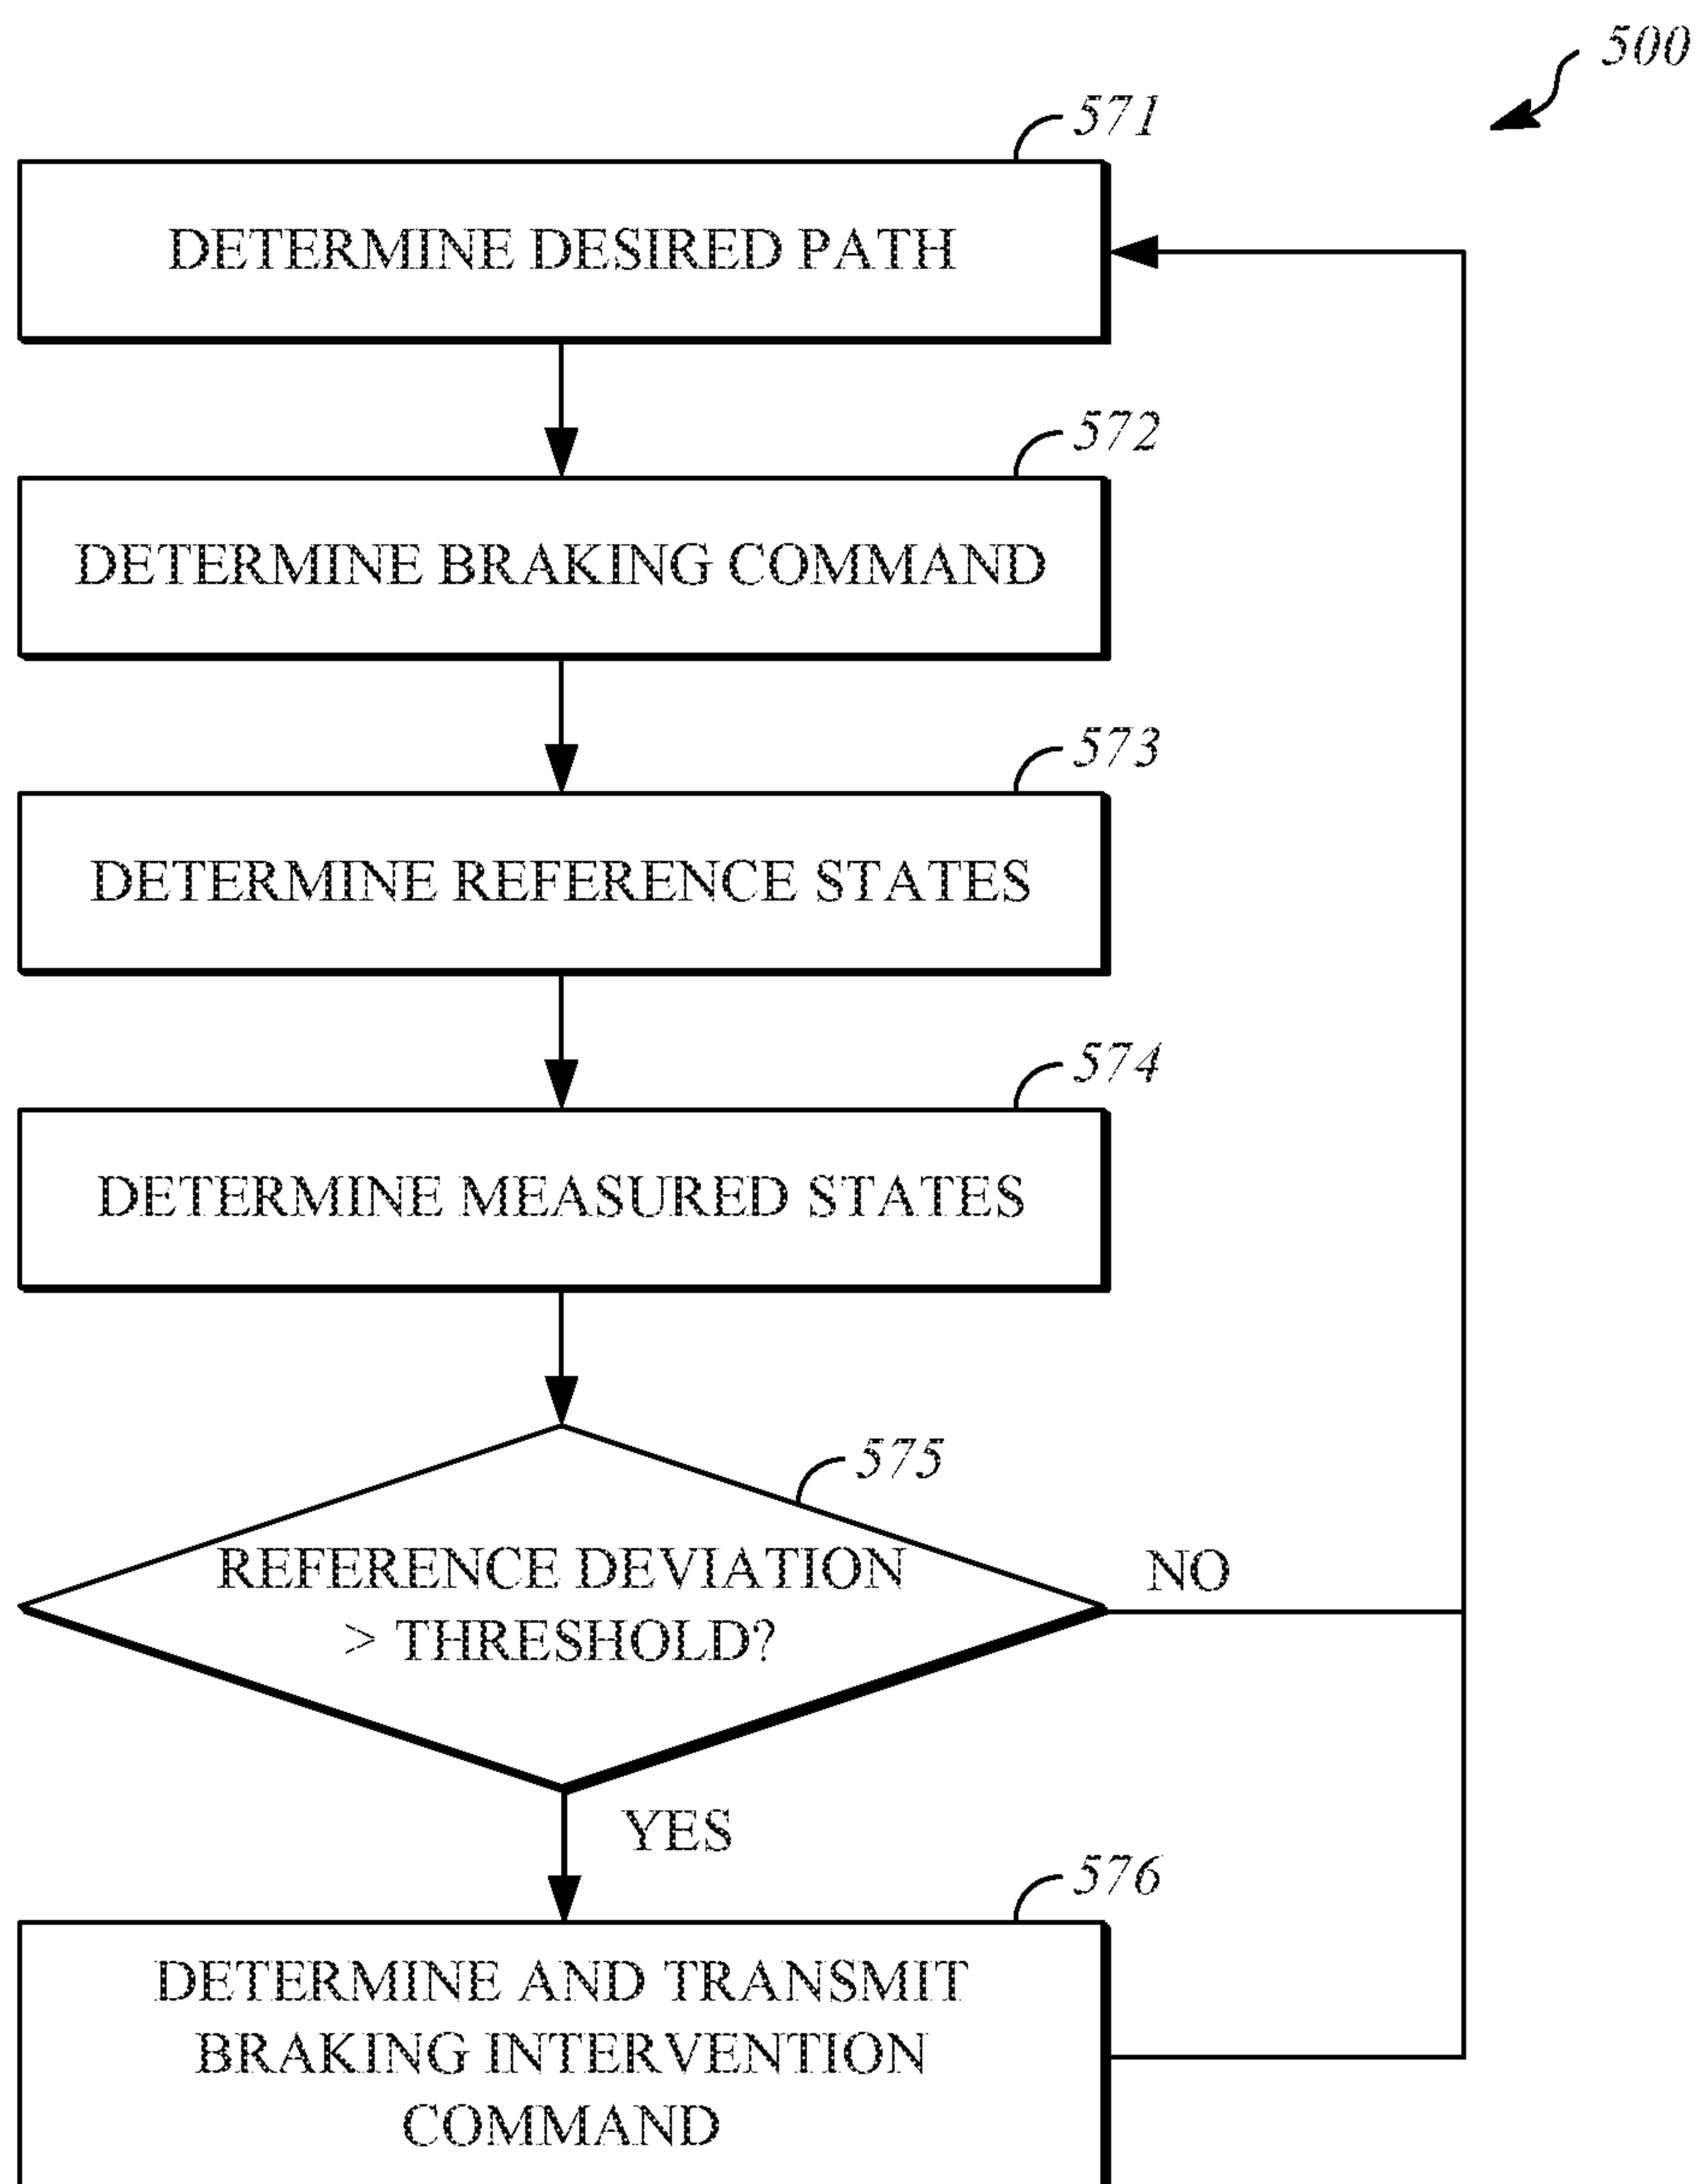 500
571
DETERMINE DESIRED PATH
572
DETERMINE BRAKING COMMAND
573
DETERMINE REFERENCE STATES
574
DETERMINE MEASURED STATES
575
REFERENCE DEVIATION
> THRESHOLD?
NO
YES
576
DETERMINE AND TRANSMIT
BRAKING INTERVENTION
COMMAND